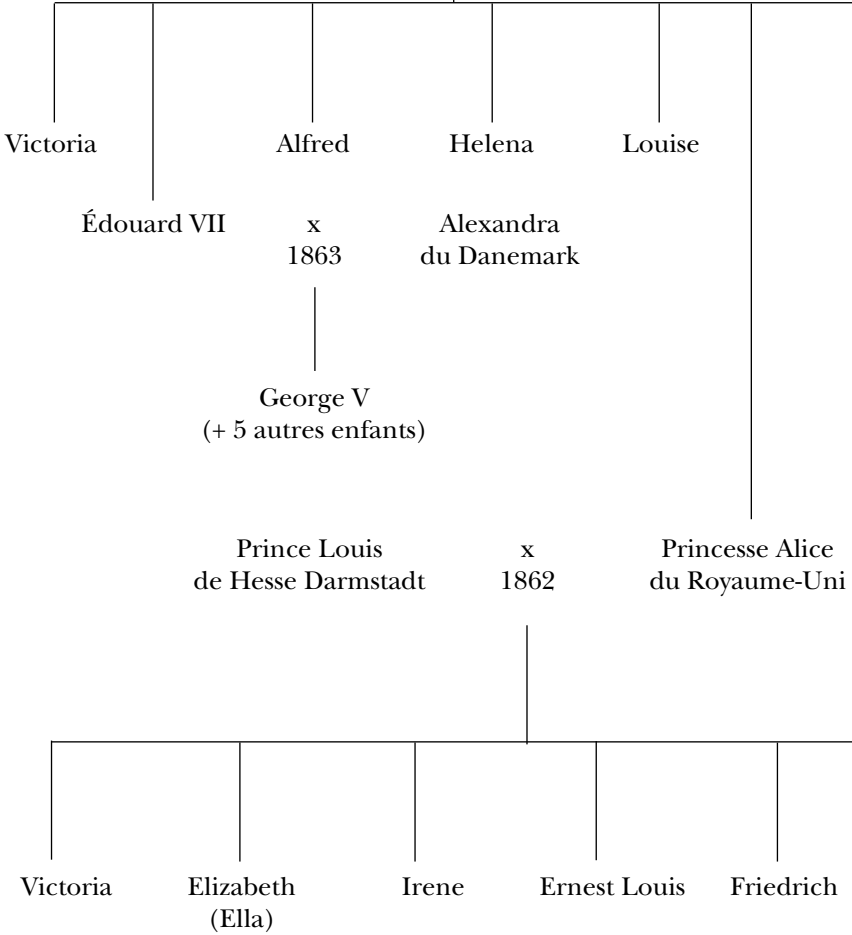 Victoria Alfred Helena Louise
Édouard VII x Alexandra
1863 du Danemark
George V
(+ 5 autres enfants)
Prince Louis x Princesse Alice
de Hesse Darmstadt 1862 du Royaume-Uni
Victoria Elizabeth Irene Ernest Louis Friedrich
(Ella)